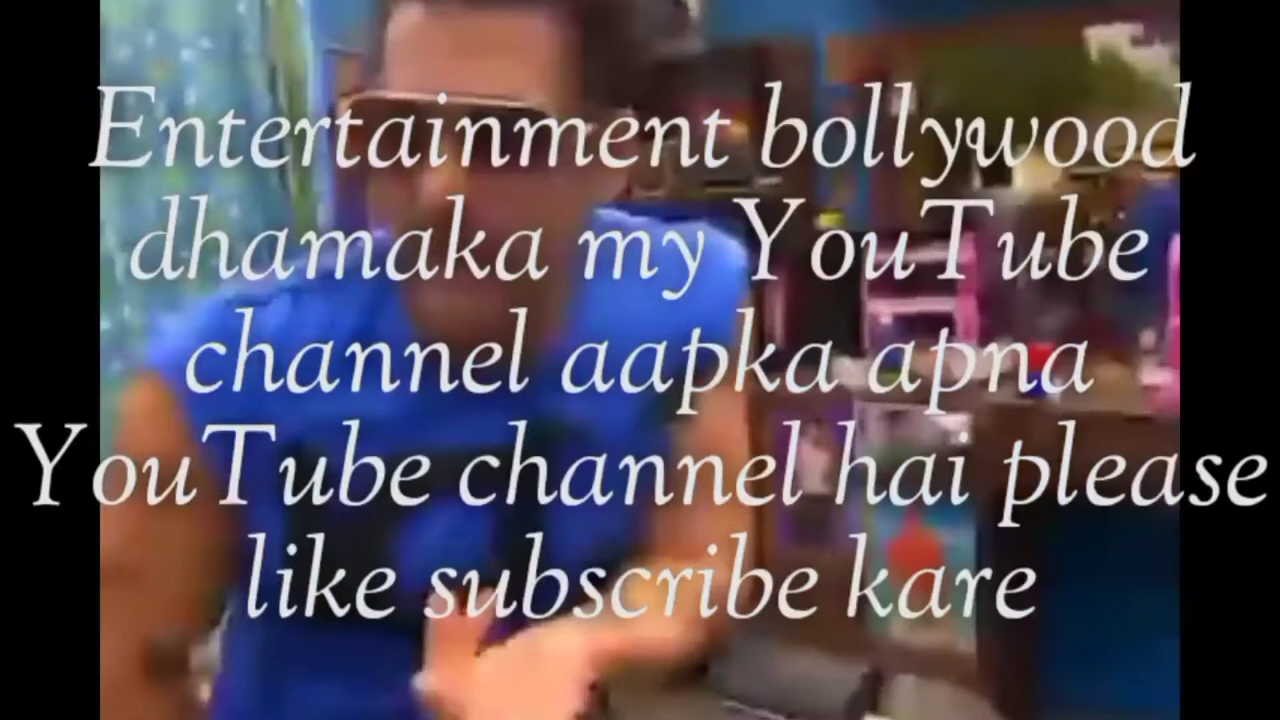 Entertainment bollywood
dhamaka my YouTube
channel aapka apna
YouTube channel hai please
like subscribe kare